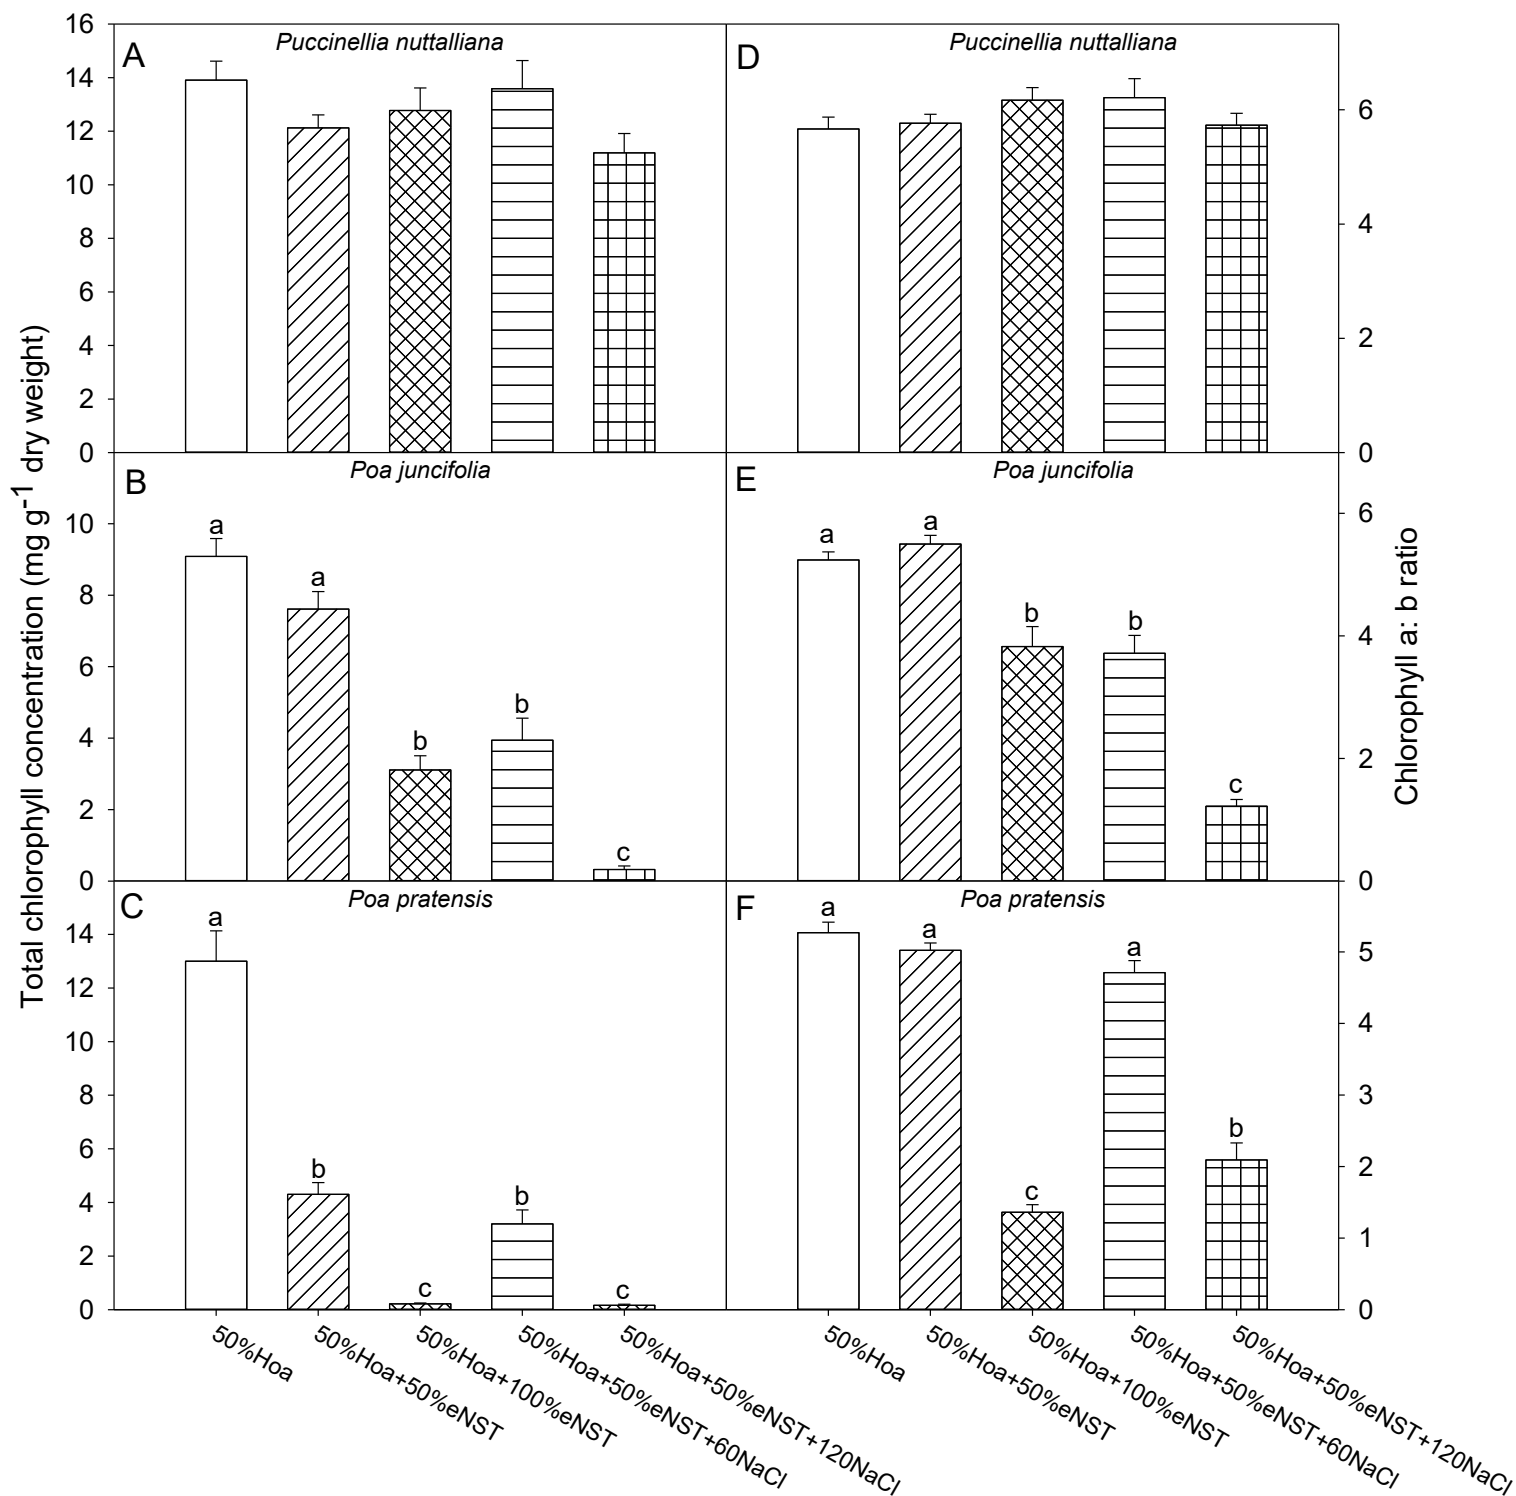 Total chlorophyll concentration (mg g-1 dry weight)
A
Puccinellia nuttalliana
16
14
12
10
8
6
4
2
0
D
Puccinellia nuttalliana
6
4
2
0
B
Poa juncifolia
10
8
6
4
2
0
a
a
b
b
c
E
Poa juncifolia
6
4
2
0
a
a
b
b
c
Chlorophyll a: b ratio
C
Poa pratensis
14
12
10
8
6
4
2
0
a
b
c
b
c
F
Poa pratensis
5
4
3
2
1
0
a
a
c
a
b
50%Hoa
50%Hoa+50%eNST
50%Hoa+100%eNST
50%Hoa+50%eNST+60NaCl
50%Hoa+50%eNST+120NaCl
50%Hoa
50%Hoa+50%eNST
50%Hoa+100%eNST
50%Hoa+50%eNST+60NaCl
50%Hoa+50%eNST+120NaCl